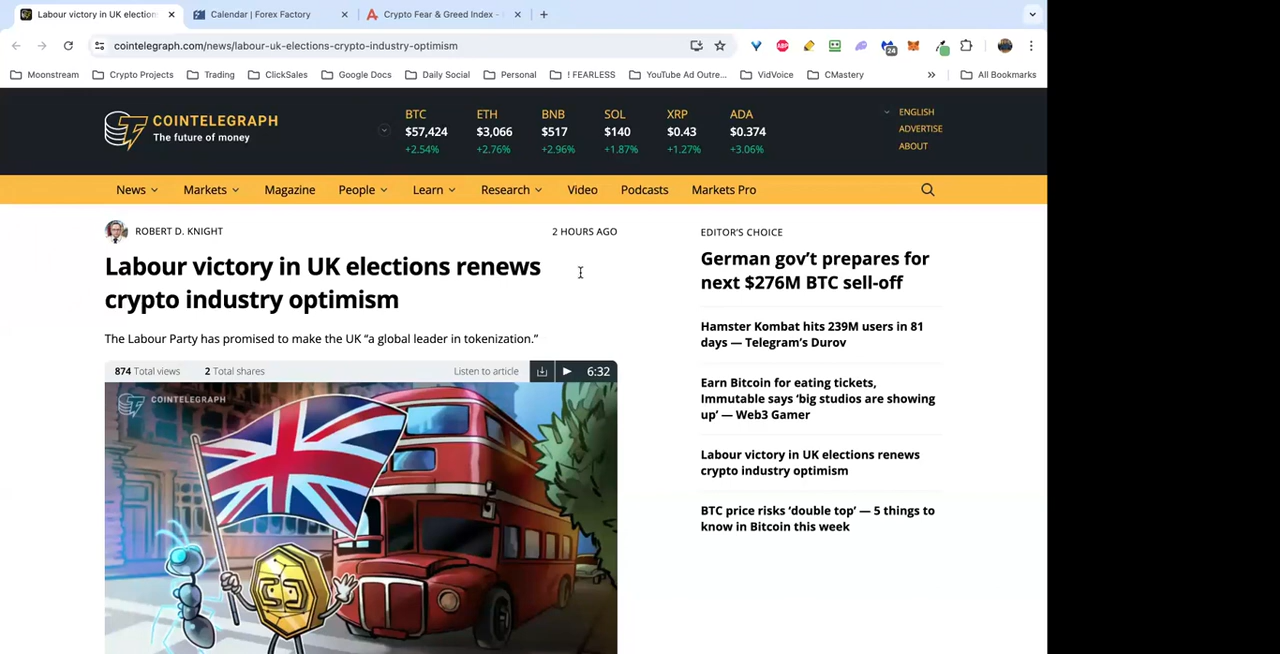 Labour victory in UK election
Calendar | Forex Factory
Crypto Fear & Greed Index -
cointelegraph.com/news/labour-uk-elections-crypto-industry-optimism
ABP
24
Moonstream
Crypto Projects
Trading
ClickSales
Google Docs
Daily Social
Personal
! FEARLESS
YouTube Ad Outre...
VidVoice
CMastery
»
All Bookmarks
COINTELEGRAPH
The future of money
BTC ETH BNB SOL XRP ADA
$57,424 $3,066 $517 $140 $0.43 $0.374
+2.54% +2.76% +2.96% +1.87% +1.27% +3.06%
ENGLISH
ADVERTISE
ABOUT
News Markets Magazine People Learn Research Video Podcasts Markets Pro
ROBERT D. KNIGHT
2 HOURS AGO
Labour victory in UK elections renews
crypto industry optimism
The Labour Party has promised to make the UK “a global leader in tokenization.”
874 Total views 2 Total shares Listen to article 6:32
COINTELEGRAPH
EDITOR’S CHOICE
German gov’t prepares for
next $276M BTC sell-off
Hamster Kombat hits 239M users in 81
days — Telegram’s Durov
Earn Bitcoin for eating tickets,
Immutable says ‘big studios are showing
up’ — Web3 Gamer
Labour victory in UK elections renews
crypto industry optimism
BTC price risks ‘double top’ — 5 things to
know in Bitcoin this week